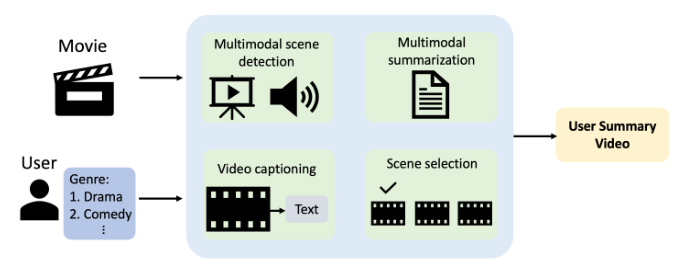 Movie
Multimodal scene
detection
Multimodal
summarization
User Summary
Video
User
Genre:
1. Drama
2. Comedy
⋮
Video captioning
Text
Scene selection